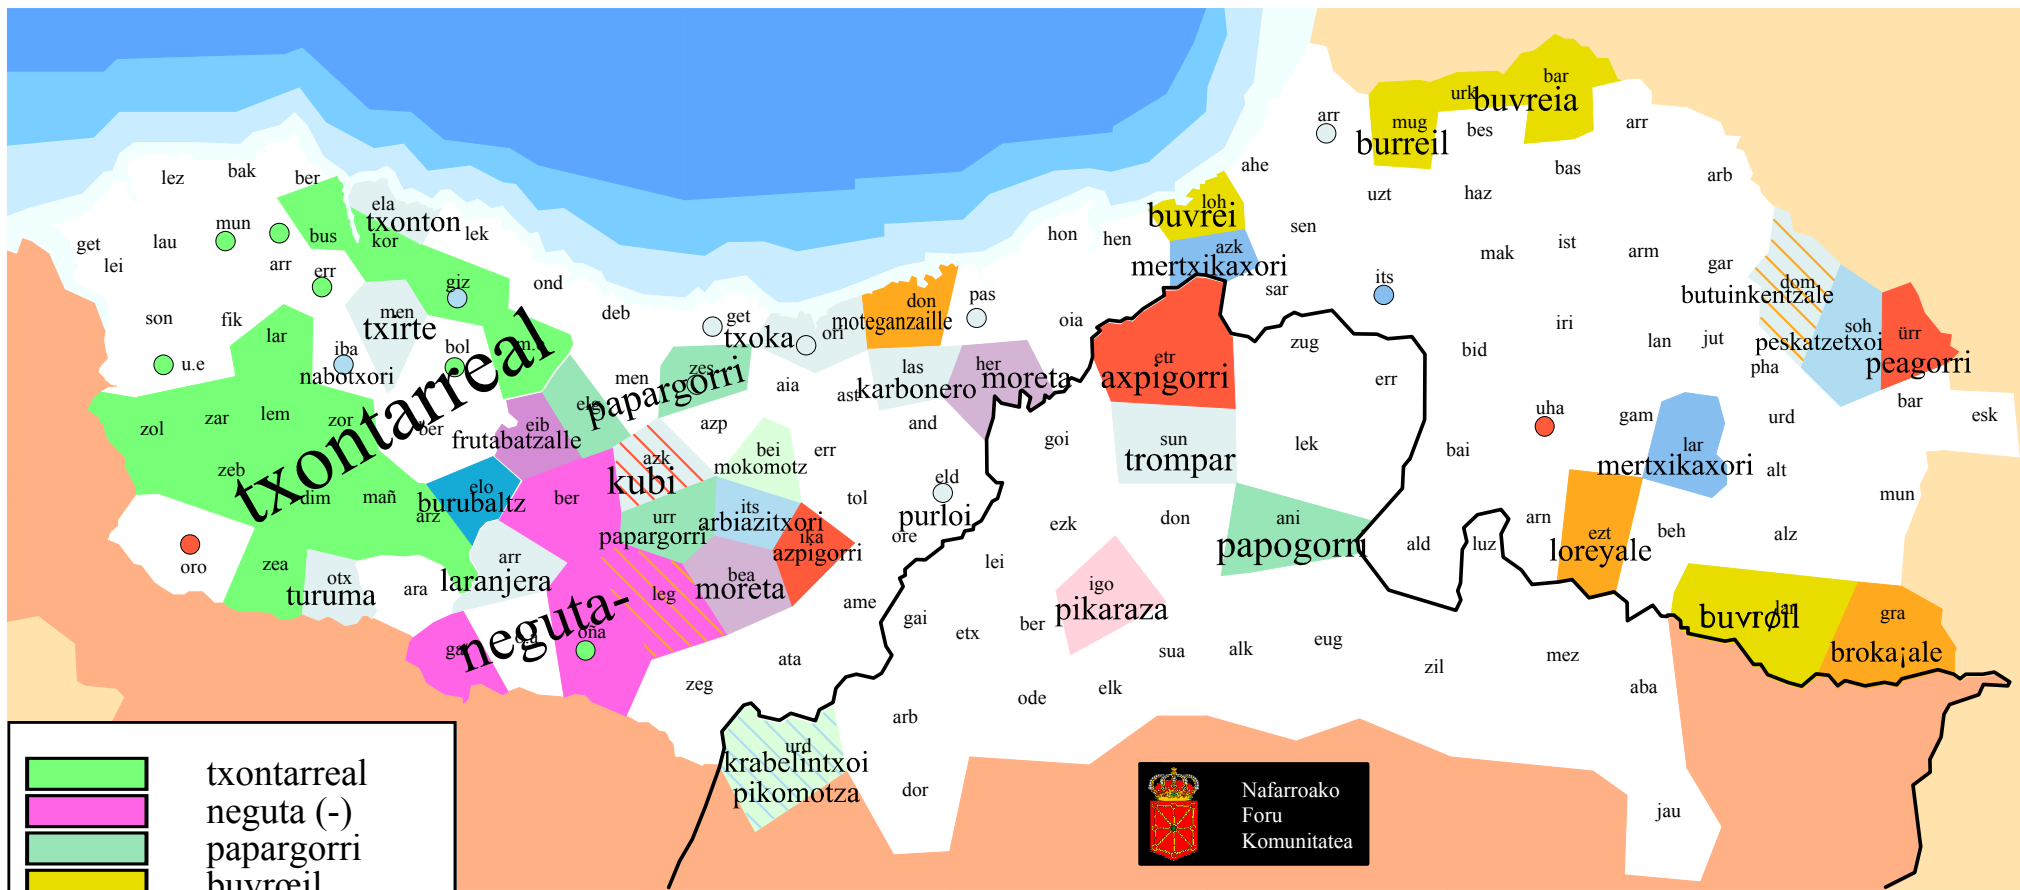 bar
urk
buvreia
arr
mug
arr
bes
burreil
ahe
bas
arb
lez
bak
ber
uzt
haz
ela
loh
txonton
buvrei
mun
get
lau
bus
kor
lek
hon
hen
sen
azk
ist
mak
arm
lei
arr
err
mertxikaxori
gar
giz
ond
sar
its
dom
butuinkentzale
pas
don
son
fik
men
deb
get
moteganzaille
oia
iri
txirte
txoka
ori
soh
ürr
lar
m.b
zug
lan
jut
peskatzetxoi
iba
bol
bid
etr
peagorri
u.e
nabotxori
men
zes
las
her
axpigorri
err
pha
aia
karbonero
moreta
ast
papargorri
elg
bar
esk
uha
gam
urd
zol
zar
lem
zor
ber
eib
azp
and
frutabatzalle
goi
sun
lek
bai
lar
bei
err
trompar
mertxikaxori
alt
azk
mokomotz
zeb
txontarreal
dim
mañ
elo
kubi
eld
burubaltz
ber
tol
mun
arz
urr
its
purloi
ezk
don
ani
arn
arbiazitxori
papargorri
ika
ore
azpigorri
papogorri
ald
luz
ezt
beh
alz
loreyale
oro
zea
arr
lei
otx
ara
laranjera
bea
moreta
igo
turuma
leg
ame
pikaraza
lar
gra
buvrøil
gai
etx
ber
neguta-
oña
gat
sua
alk
eug
mez
broka¡ale
ata
zil
zeg
ode
elk
aba
arb
urd
krabelintxoi
pikomotza
dor
jau
Nafarroako
Foru
Komunitatea
txontarreal
neguta (-)
papargorri
buvrœil